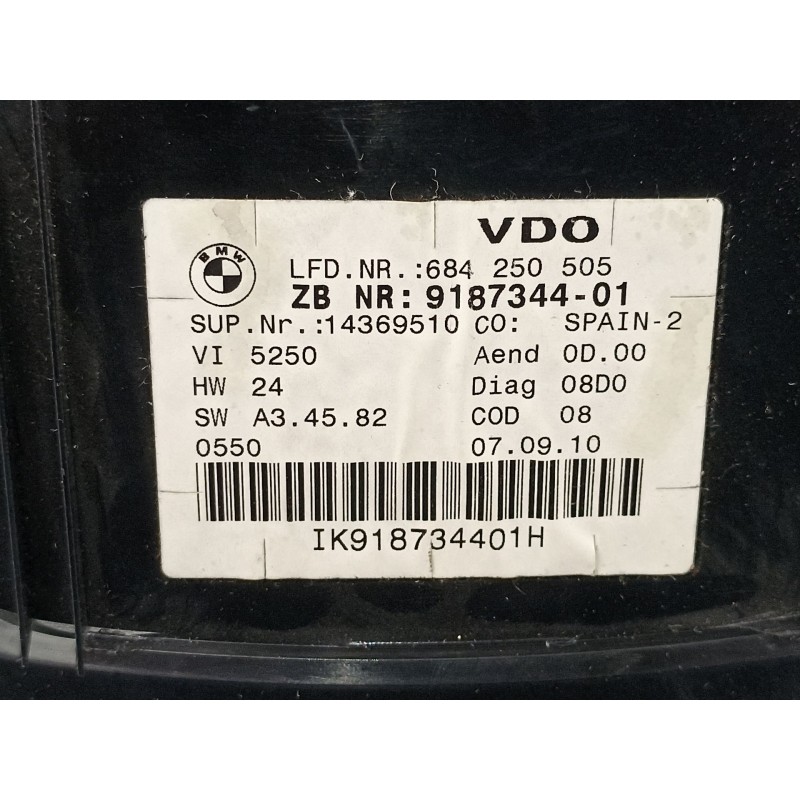 VDO
BMW
LFD.NR.:684 250 505
ZB NR: 9187344-01
SUP.Nr.:14369510 CO: SPAIN-2
VI 5250 Aend 0D.00
HW 24 Diag 08D0
SW A3.45.82 COD 08
0550 07.09.10
IK918734401H